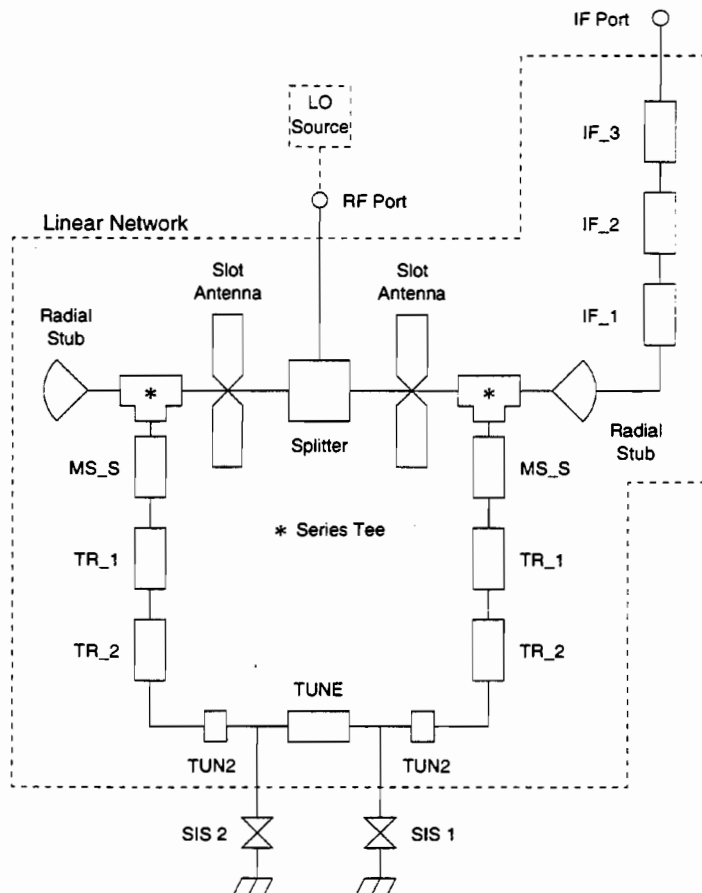 IF Port
LO
Source
IF_3
RF Port
Linear Network
IF_2
Slot
Antenna
Slot
Antenna
Radial
Stub
IF_1
*
*
Splitter
Radial
Stub
MS_S
MS_S
* Series Tee
TR_1
TR_1
TR_2
TR_2
TUNE
TUN2
TUN2
SIS 2
SIS 1